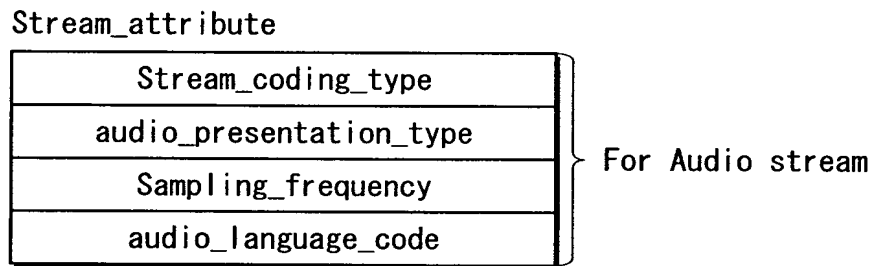 Stream_attribute
Stream_coding_type
audio_presentation_type
Sampling_frequency
audio_language_code
For Audio stream